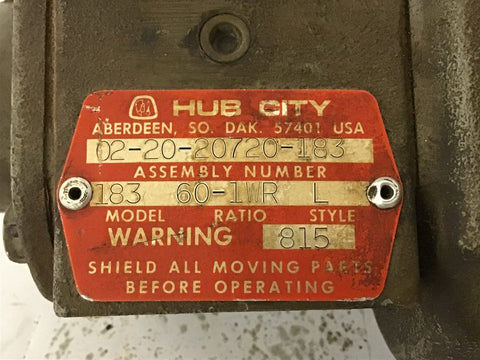 HUB CITY
ABERDEEN, SO. DAK. 57401 USA
02-20-20720-183
ASSEMBLY NUMBER
183 60-1WR L
MODEL RATIO STYLE
WARNING 815
SHIELD ALL MOVING PARTS
BEFORE OPERATING